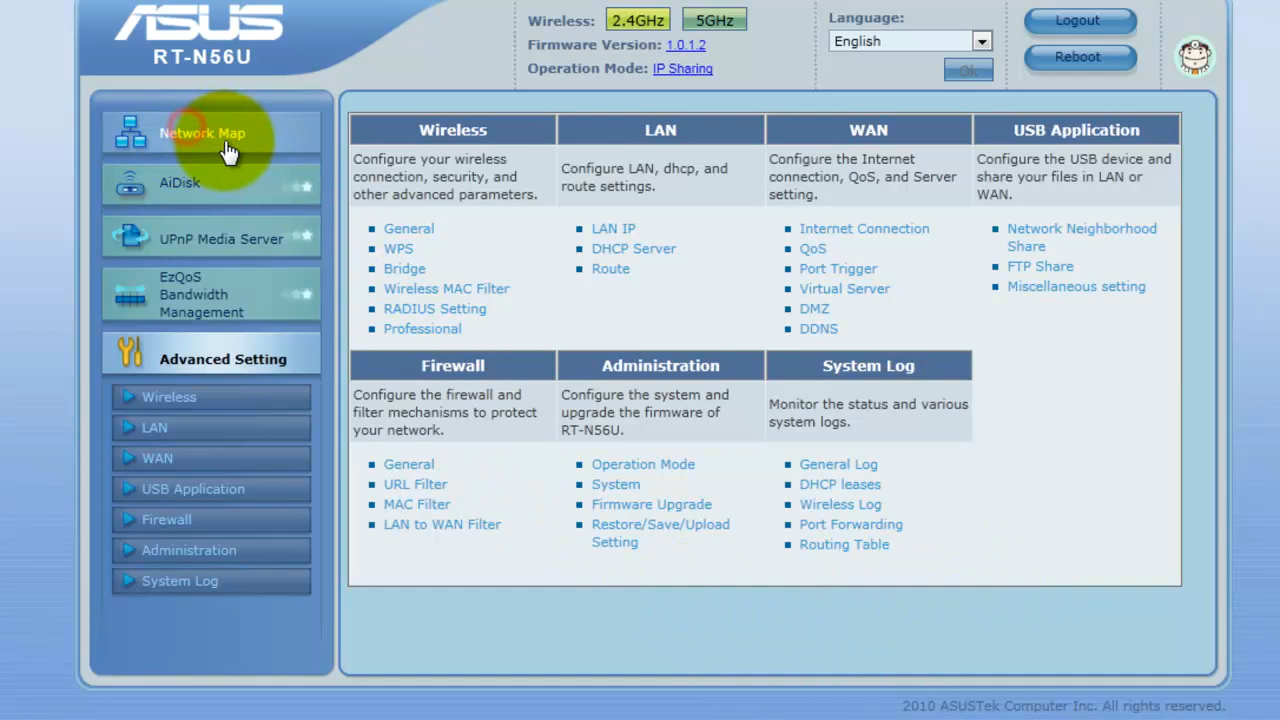 ASUS
RT-N56U
Wireless: 2.4GHz 5GHz
Firmware Version: 1.0.1.2
Operation Mode: IP Sharing
Language:
English
Ok
Logout
Reboot
Network Map
AiDisk
UPnP Media Server
EzQoS
Bandwidth
Management
Advanced Setting
Wireless
LAN
WAN
USB Application
Firewall
Administration
System Log
Wireless
Configure your wireless
connection, security, and
other advanced parameters.
General
WPS
Bridge
Wireless MAC Filter
RADIUS Setting
Professional
LAN
Configure LAN, dhcp, and
route settings.
LAN IP
DHCP Server
Route
WAN
Configure the Internet
connection, QoS, and Server
setting.
Internet Connection
QoS
Port Trigger
Virtual Server
DMZ
DDNS
USB Application
Configure the USB device and
share your files in LAN or
WAN.
Network Neighborhood
Share
FTP Share
Miscellaneous setting
Firewall
Configure the firewall and
filter mechanisms to protect
your network.
General
URL Filter
MAC Filter
LAN to WAN Filter
Administration
Configure the system and
upgrade the firmware of
RT-N56U.
Operation Mode
System
Firmware Upgrade
Restore/Save/Upload
Setting
System Log
Monitor the status and various
system logs.
General Log
DHCP leases
Wireless Log
Port Forwarding
Routing Table
2010 ASUSTek Computer Inc. All rights reserved.